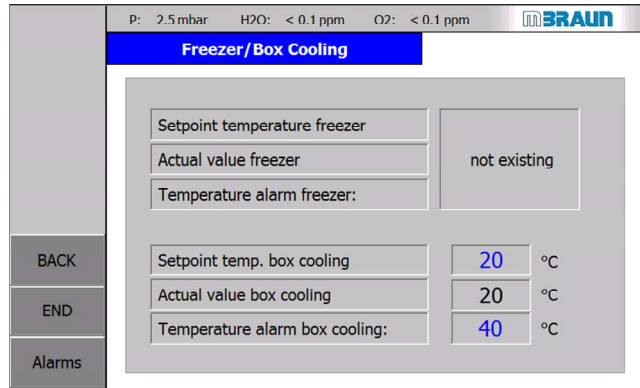 P: 2.5 mbar H2O: < 0.1 ppm O2: < 0.1 ppm MBRAUN
Freezer/Box Cooling
Setpoint temperature freezer
Actual value freezer not existing
Temperature alarm freezer:
BACK Setpoint temp. box cooling 20 °C
Actual value box cooling 20 °C
END
Temperature alarm box cooling: 40 °C
Alarms